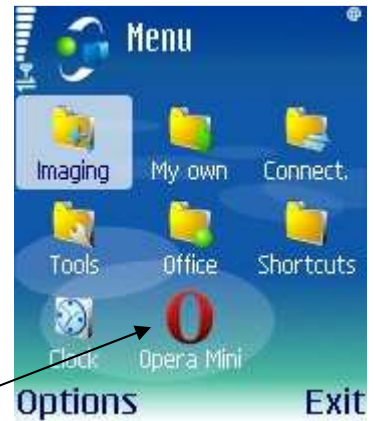 Menu
Imaging My own Connect.
Tools Office Shortcuts
Clock Opera Mini
Options Exit